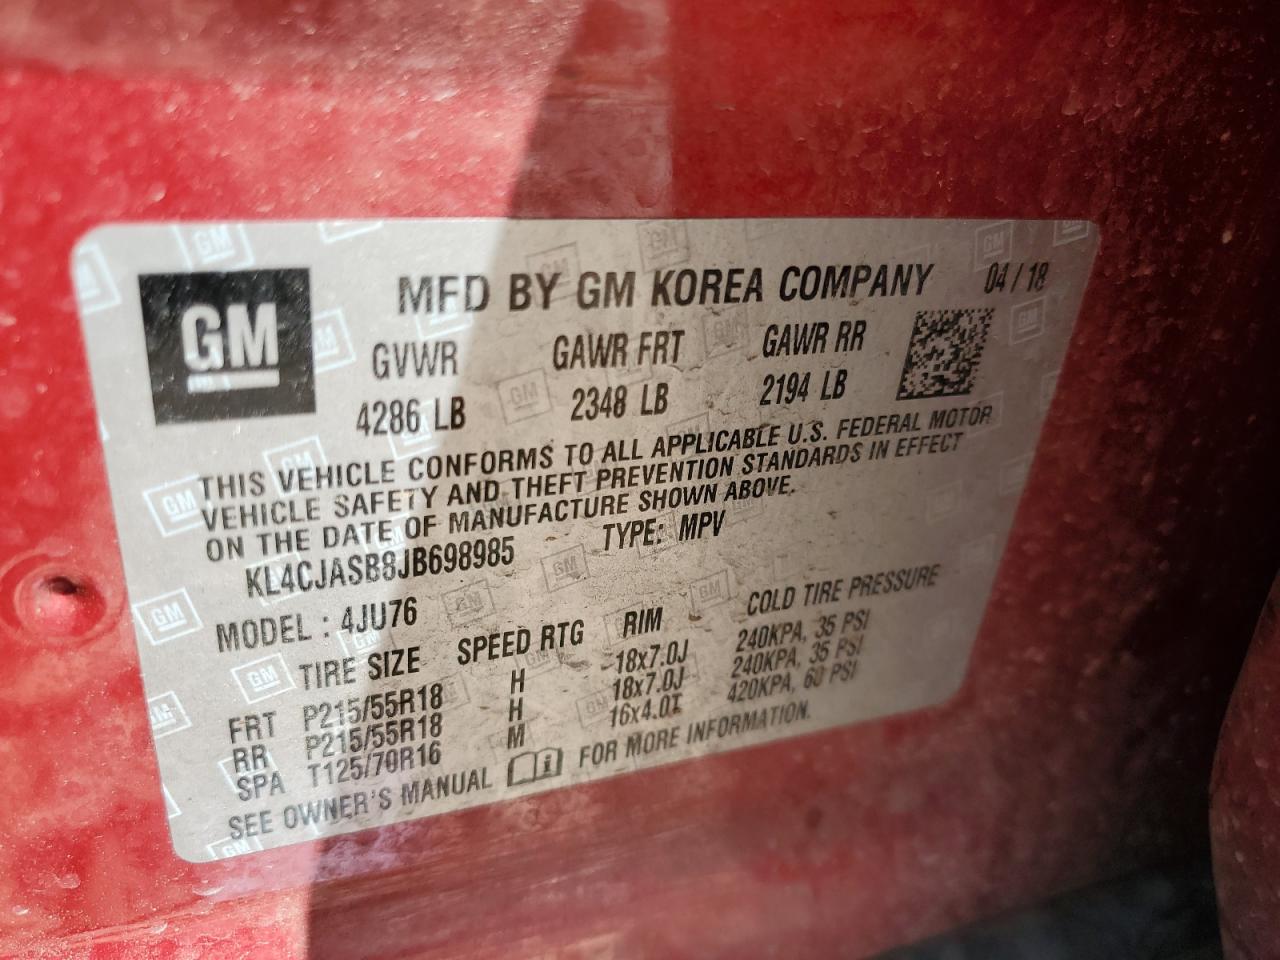 GM
MFD BY GM KOREA COMPANY 04/18
GVWR GAWR FRT GAWR RR
4286 LB 2348 LB 2194 LB
THIS VEHICLE CONFORMS TO ALL APPLICABLE U.S. FEDERAL MOTOR
VEHICLE SAFETY AND THEFT PREVENTION STANDARDS IN EFFECT
ON THE DATE OF MANUFACTURE SHOWN ABOVE.
KL4CJASB8JB698985 TYPE: MPV
MODEL : 4JU76
TIRE SIZE SPEED RTG RIM COLD TIRE PRESSURE
FRT P215/55R18 H 18x7.0J 240KPA, 35 PSI
RR P215/55R18 H 18x7.0J 240KPA, 35 PSI
SPA T125/70R16 M 16x4.0T 420KPA, 60 PSI
SEE OWNER'S MANUAL FOR MORE INFORMATION.